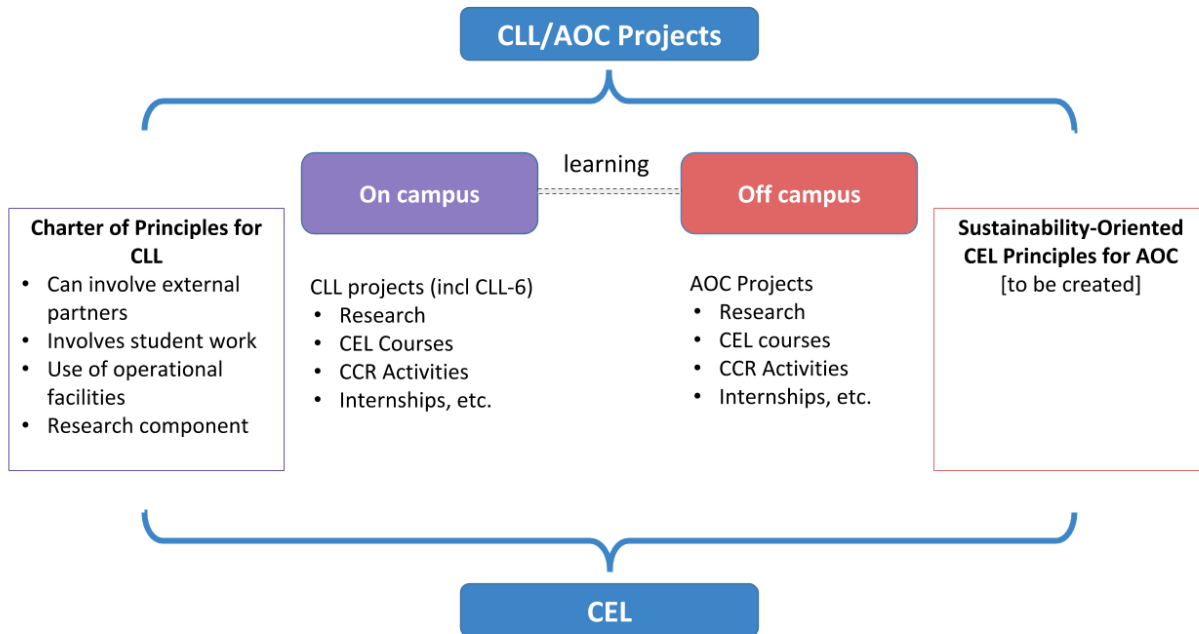 CLL/AOC Projects
learning
On campus
Off campus
Charter of Principles for
CLL
• Can involve external
partners
• Involves student work
• Use of operational
facilities
• Research component
CLL projects (incl CLL-6)
• Research
• CEL Courses
• CCR Activities
• Internships, etc.
AOC Projects
• Research
• CEL courses
• CCR Activities
• Internships, etc.
Sustainability-Oriented
CEL Principles for AOC
[to be created]
CEL